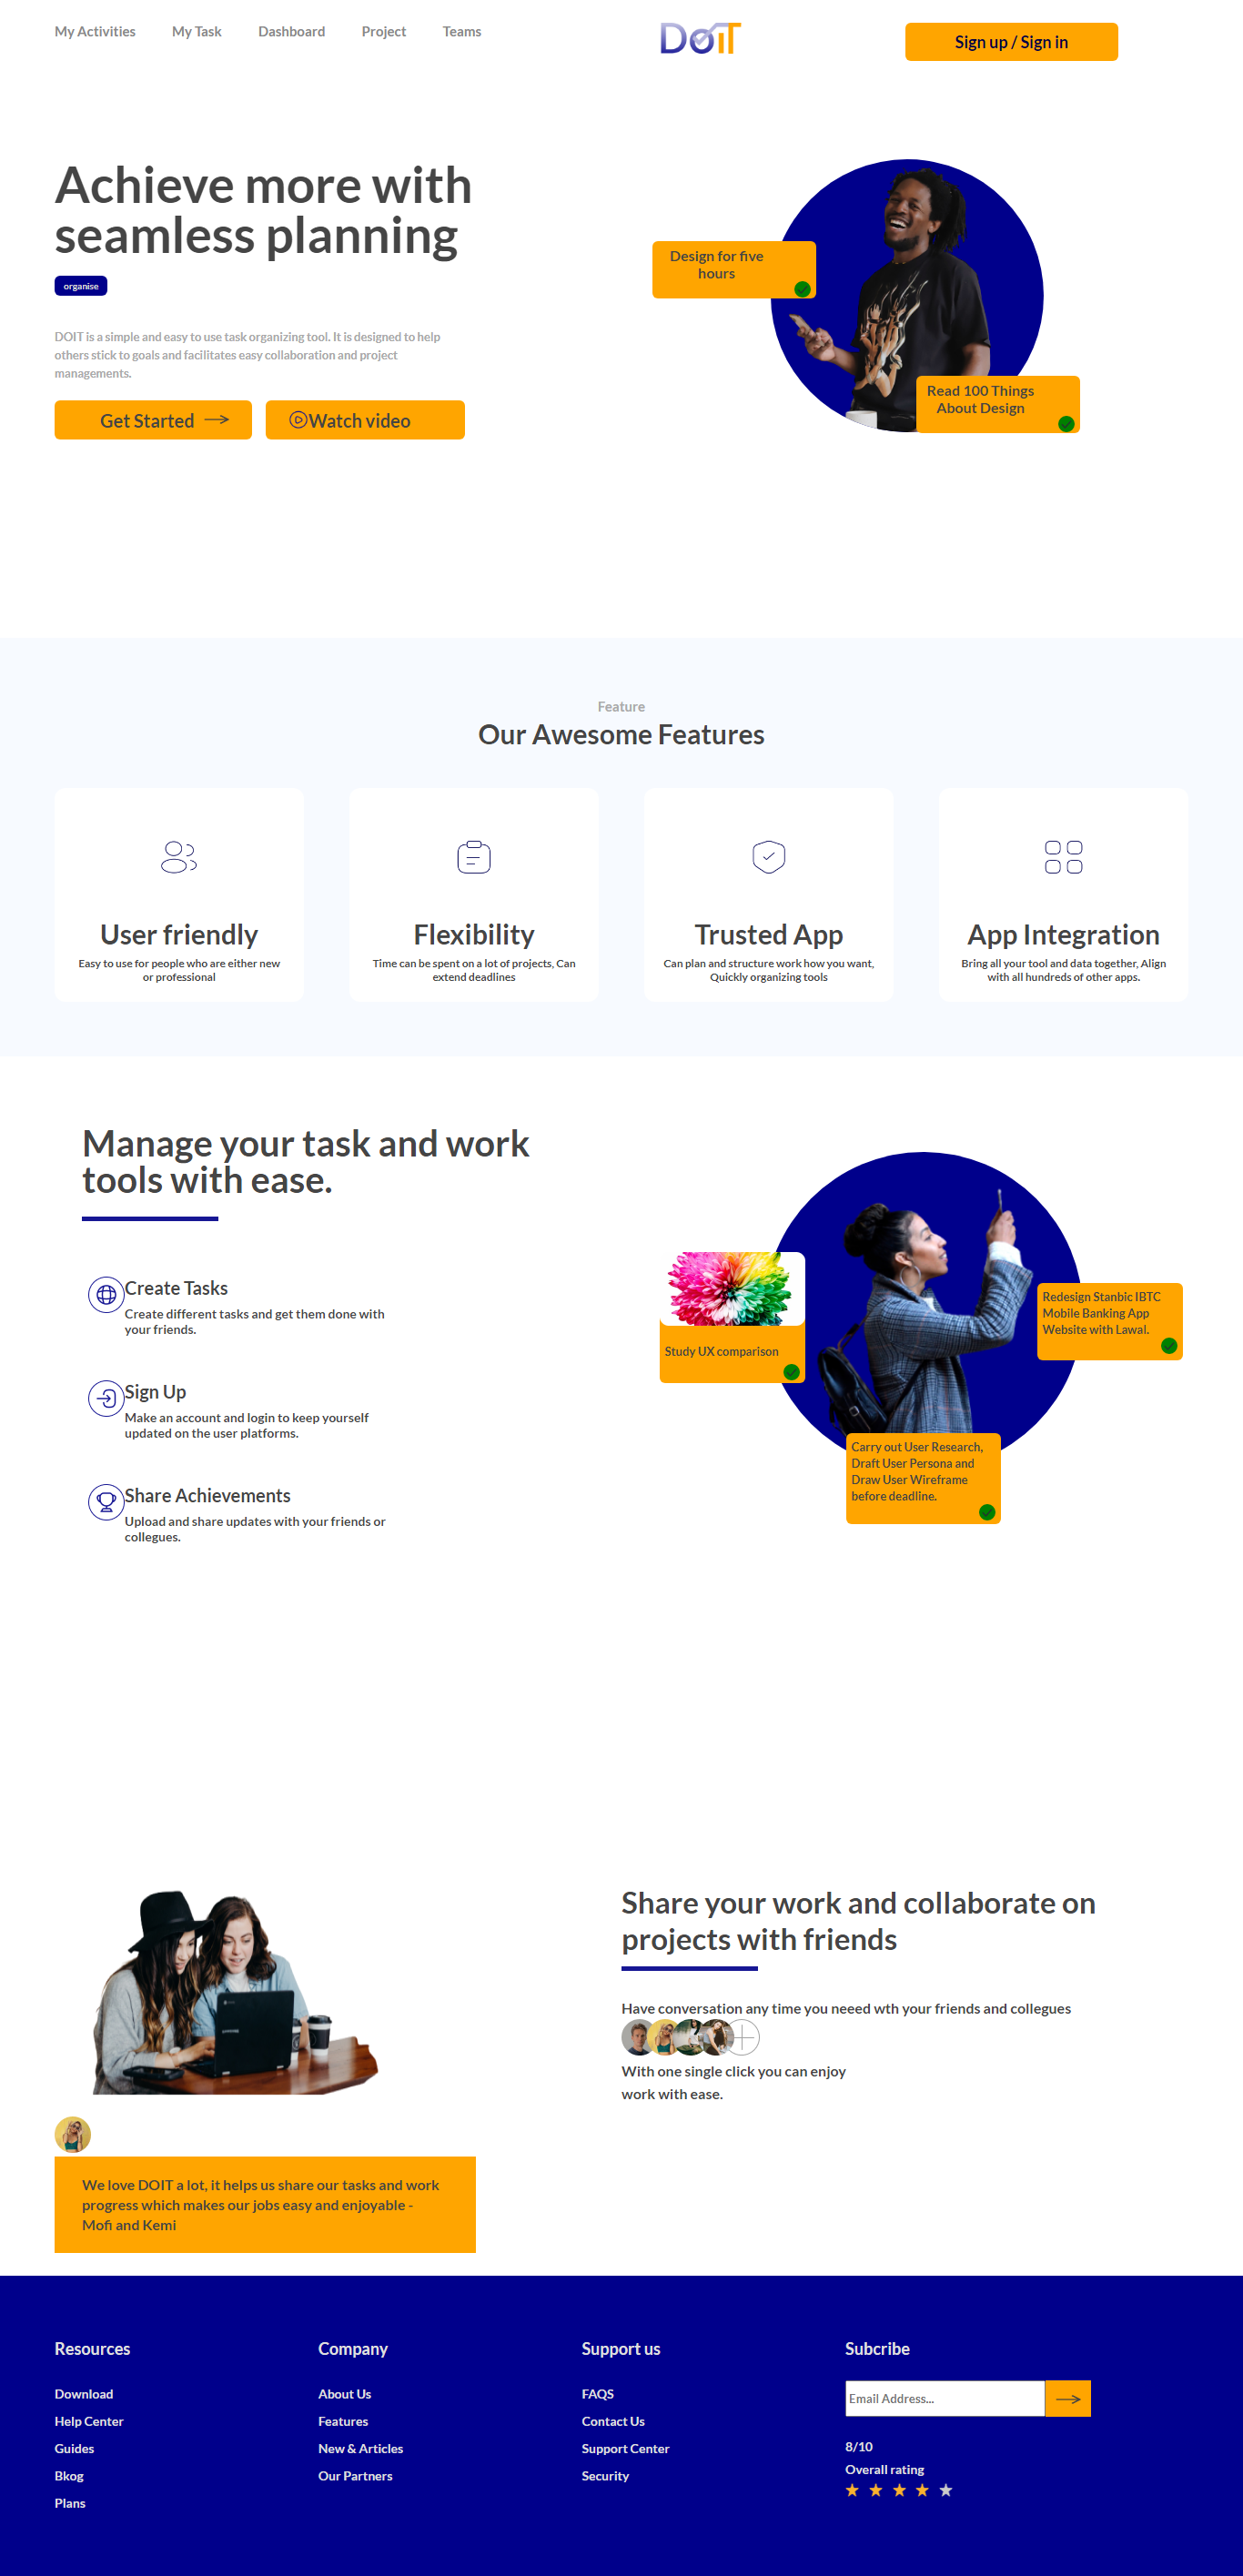 My Activities
My Task
Dashboard
Project
Teams
DOIT
Sign up / Sign in
Achieve more with
seamless planning
organise
DOIT is a simple and easy to use task organizing tool. It is designed to help
others stick to goals and facilitates easy collaboration and project
managements.
Get Started
Watch video
Design for five
hours
Read 100 Things
About Design
Feature
Our Awesome Features
User friendly
Easy to use for people who are either new
or professional
Flexibility
Time can be spent on a lot of projects, Can
extend deadlines
Trusted App
Can plan and structure work how you want,
Quickly organizing tools
App Integration
Bring all your tool and data together, Align
with all hundreds of other apps.
Manage your task and work
tools with ease.
Create Tasks
Create different tasks and get them done with
your friends.
Sign Up
Make an account and login to keep yourself
updated on the user platforms.
Share Achievements
Upload and share updates with your friends or
collegues.
Study UX comparison
Redesign Stanbic IBTC
Mobile Banking App
Website with Lawal.
Carry out User Research,
Draft User Persona and
Draw User Wireframe
before deadline.
Share your work and collaborate on
projects with friends
Have conversation any time you neeed wth your friends and collegues
With one single click you can enjoy
work with ease.
We love DOIT a lot, it helps us share our tasks and work
progress which makes our jobs easy and enjoyable -
Mofi and Kemi
Resources
Download
Help Center
Guides
Bkog
Plans
Company
About Us
Features
New & Articles
Our Partners
Support us
FAQS
Contact Us
Support Center
Security
Subcribe
Email Address...
8/10
Overall rating